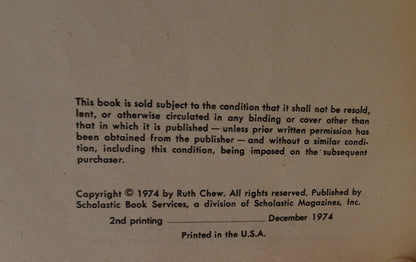 This book is sold subject to the condition that it shall not be resold,
lent, or otherwise circulated in any binding or cover other than
that in which it is published — unless prior written permission has
been obtained from the publisher — and without a similar condi-
tion, including this condition, being imposed on the subsequent
purchaser.
Copyright © 1974 by Ruth Chew. All rights reserved. Published by
Scholastic Book Services, a division of Scholastic Magazines, Inc.
2nd printing ____________________ December 1974
Printed in the U.S.A.